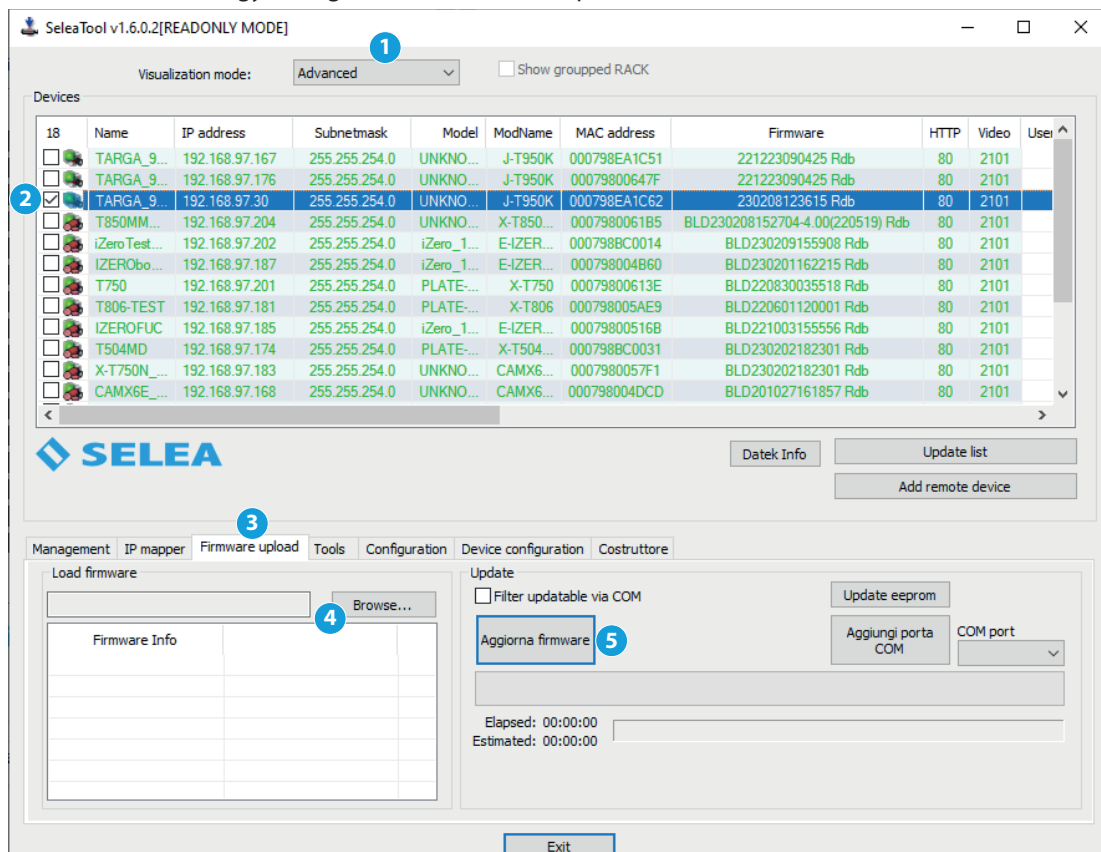 SeleaTool v1.6.0.2[READONLY MODE]
1
Visualization mode: Advanced Show groupped RACK
Devices
18 Name IP address Subnetmask Model ModName MAC address Firmware HTTP Video User
TARGA_9... 192.168.97.167 255.255.254.0 UNKNO... J-T950K 000798EA1C51 221223090425 Rdb 80 2101
TARGA_9... 192.168.97.176 255.255.254.0 UNKNO... J-T950K 00079800647F 221223090425 Rdb 80 2101
2 TARGA_9... 192.168.97.30 255.255.254.0 UNKNO... J-T950K 000798EA1C62 230208123615 Rdb 80 2101
T850MM... 192.168.97.204 255.255.254.0 UNKNO... X-T850... 0007980061B5 BLD230208152704-4.00(220519) Rdb 80 2101
iZeroTest... 192.168.97.202 255.255.254.0 iZero_1... E-IZER... 000798BC0014 BLD230209155908 Rdb 80 2101
IZERObo... 192.168.97.187 255.255.254.0 iZero_1... E-IZER... 000798004B60 BLD230201162215 Rdb 80 2101
T750 192.168.97.201 255.255.254.0 PLATE-... X-T750 00079800613E BLD220830035518 Rdb 80 2101
T806-TEST 192.168.97.181 255.255.254.0 PLATE-... X-T806 000798005AE9 BLD220601120001 Rdb 80 2101
IZEROFUC 192.168.97.185 255.255.254.0 iZero_1... E-IZER... 00079800516B BLD221003155556 Rdb 80 2101
T504MD 192.168.97.174 255.255.254.0 PLATE-... X-T504... 000798BC0031 BLD230202182301 Rdb 80 2101
X-T750N_... 192.168.97.183 255.255.254.0 UNKNO... CAMX6... 0007980057F1 BLD230202182301 Rdb 80 2101
CAMX6E_... 192.168.97.168 255.255.254.0 UNKNO... CAMX6... 000798004DCD BLD201027161857 Rdb 80 2101
SELEA
Datek Info Update list
Add remote device
3
Management IP mapper Firmware upload Tools Configuration Device configuration Costruttore
Load firmware Update
Filter updatable via COM Update eeprom
4 Browse...
Firmware Info Aggiorna firmware 5 Aggiungi porta COM COM port
Elapsed: 00:00:00
Estimated: 00:00:00
Exit